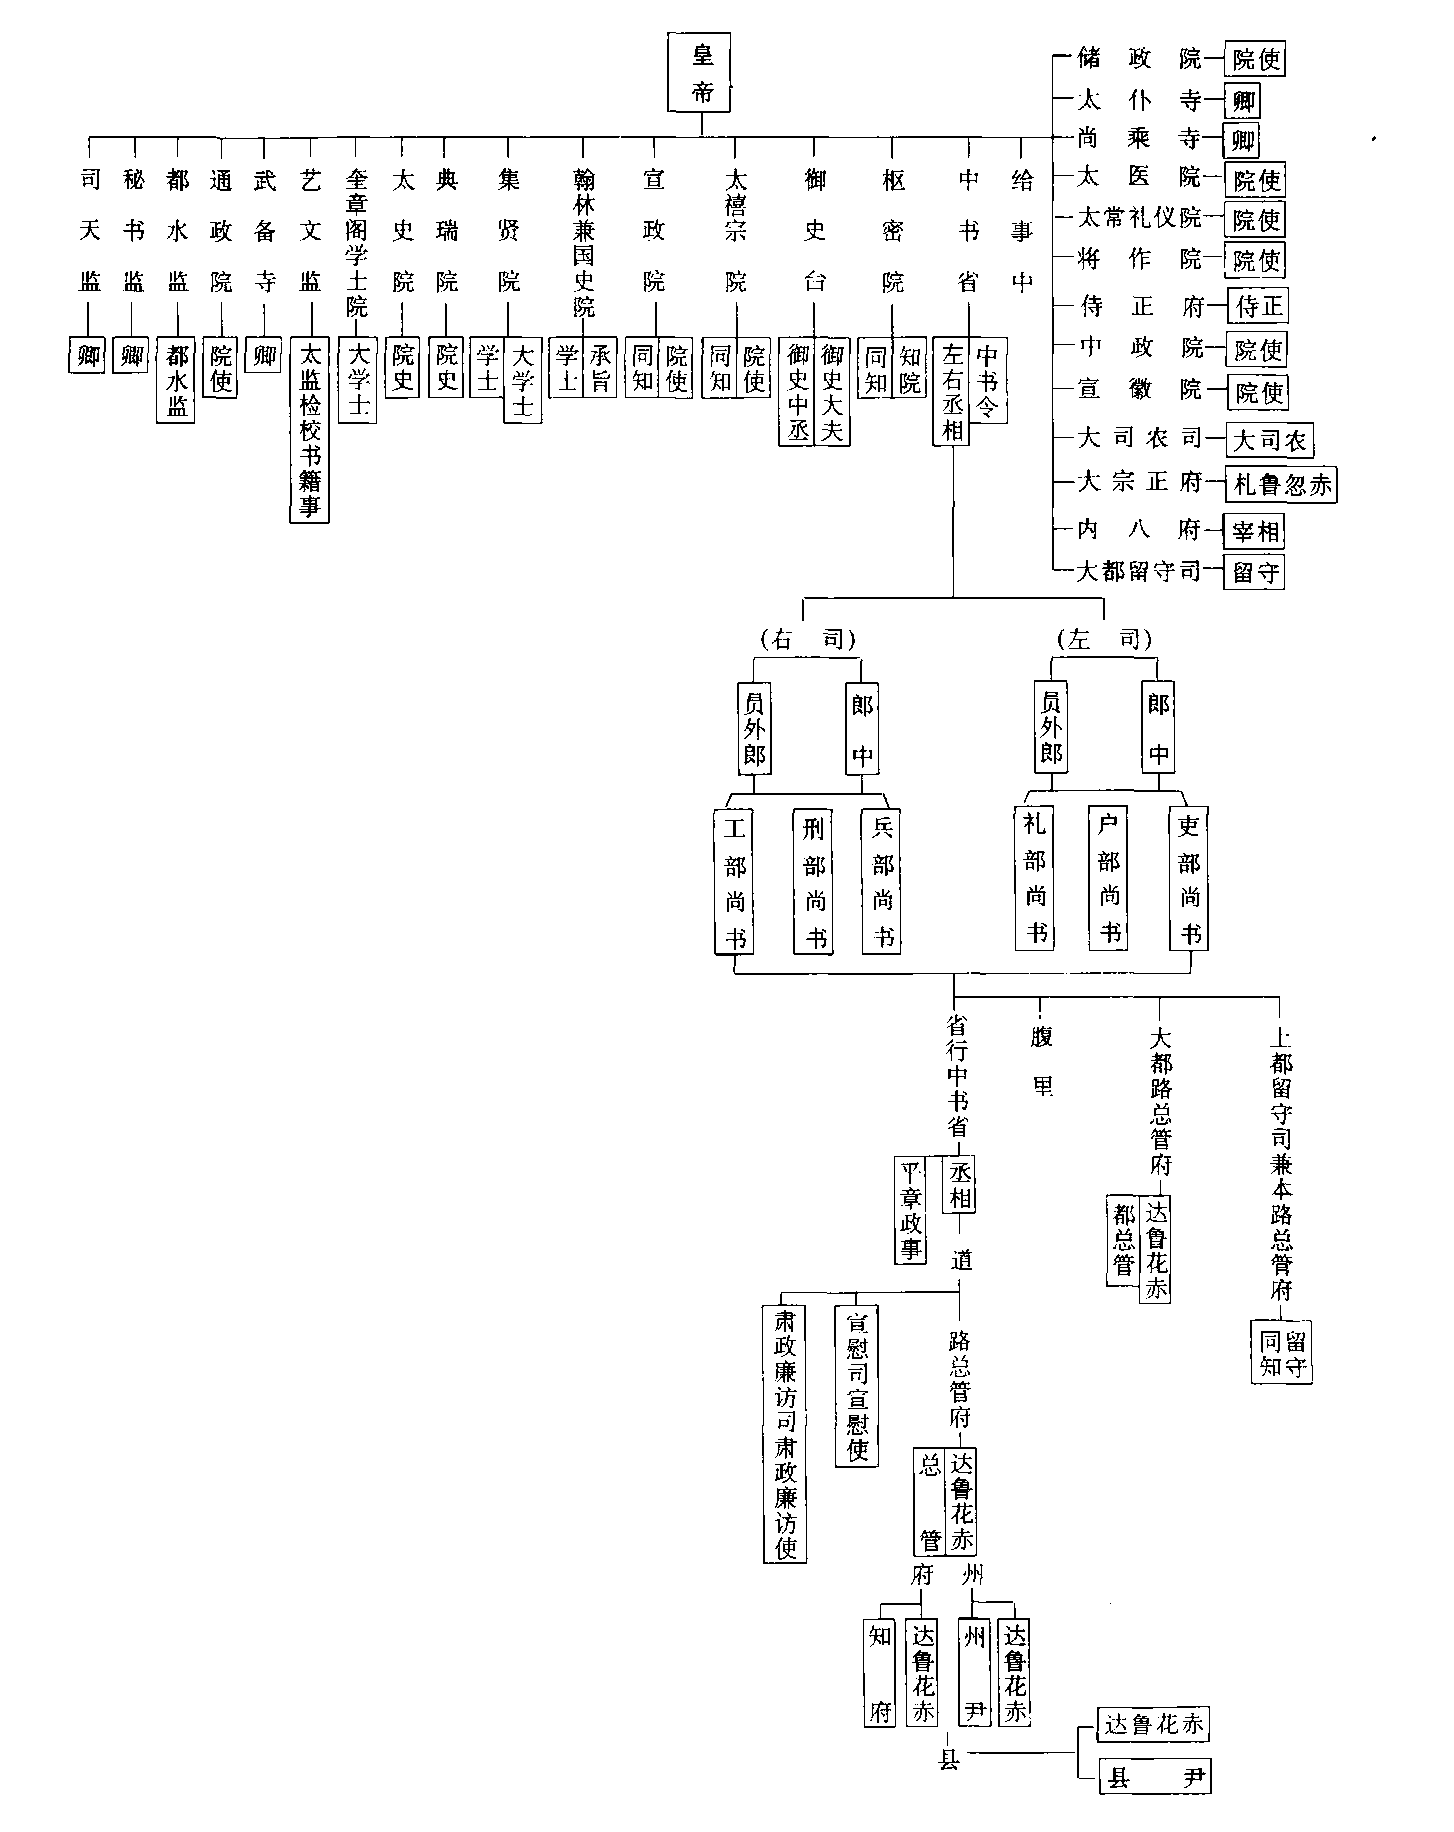 皇帝
储政院
院使
太仆寺
卿
尚乘寺
卿
太医院
院使
太常礼仪院
院使
将作院
院使
侍正府
侍正
中政院
院使
宣徽院
院使
大司农司
大司农
大宗正府
札鲁忽赤
内八府
宰相
大都留守司
留守
司天监
秘书监
都水监
通政院
武备寺
艺文监
奎章阁学士院
太史院
典瑞院
集贤院
翰林兼国史院
宣政院
太禧宗院
御史台
枢密院
中书省
给事中
卿
卿
都水监
院使
卿
太监检校书籍事
大学士
院史
院史
学士
大学士
学士
承旨
同知
院使
同知
院使
御史中丞
御史大夫
同知
知院
左右丞相
中书令
(右司)
(左司)
员外郎
郎中
员外郎
郎中
工部尚书
刑部尚书
兵部尚书
礼部尚书
户部尚书
吏部尚书
省行中书省
腹里
大都路总管府
上都留守司兼本路总管府
平章政事
丞相
都总管
达鲁花赤
同知
留守
道
肃政廉访司肃政廉访使
宣慰司宣慰使
路总管府
总管
达鲁花赤
府
州
知府
达鲁花赤
州尹
达鲁花赤
县
达鲁花赤
县尹